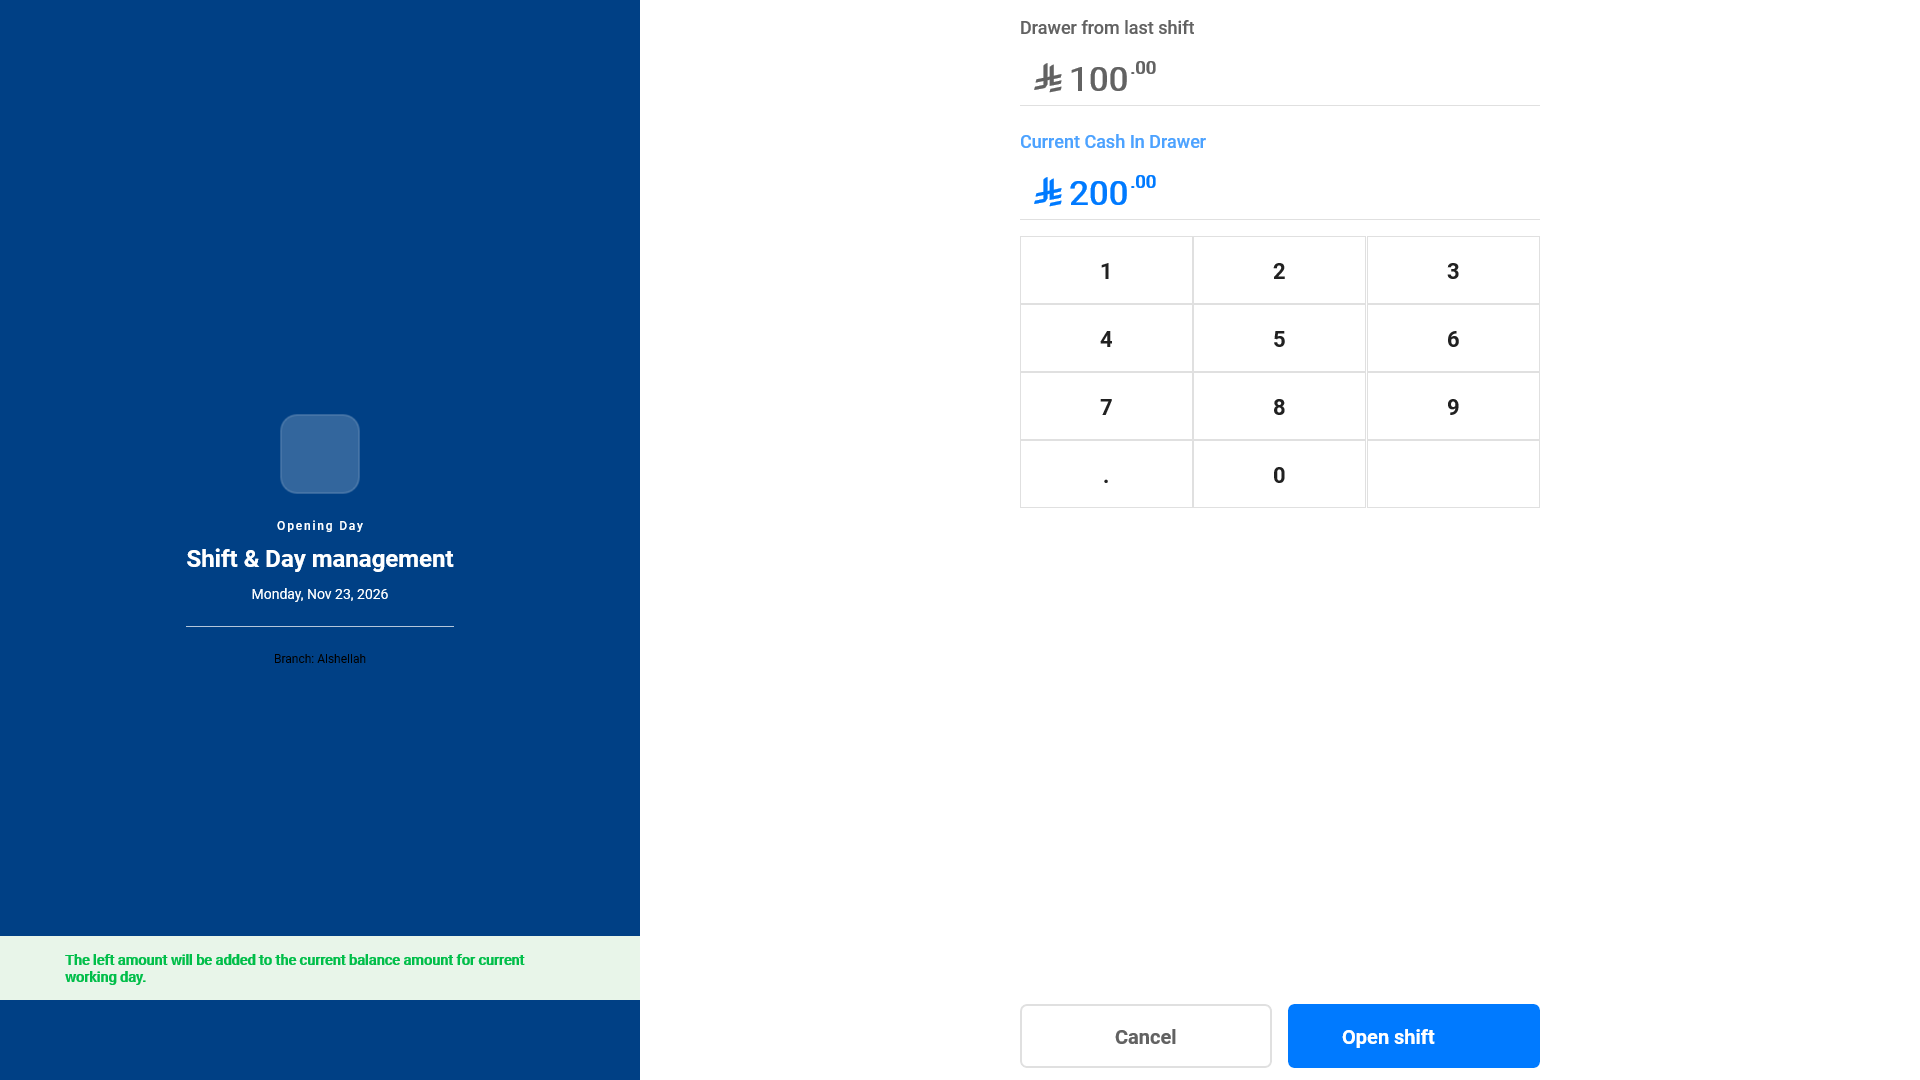 Opening Day
Shift & Day management
Monday, Nov 23, 2026
Branch: Alshellah
The left amount will be added to the current balance amount for current
working day.
Drawer from last shift
⃁ 100.00
Current Cash In Drawer
⃁ 200.00
1 2 3
4 5 6
7 8 9
. 0
Cancel Open shift